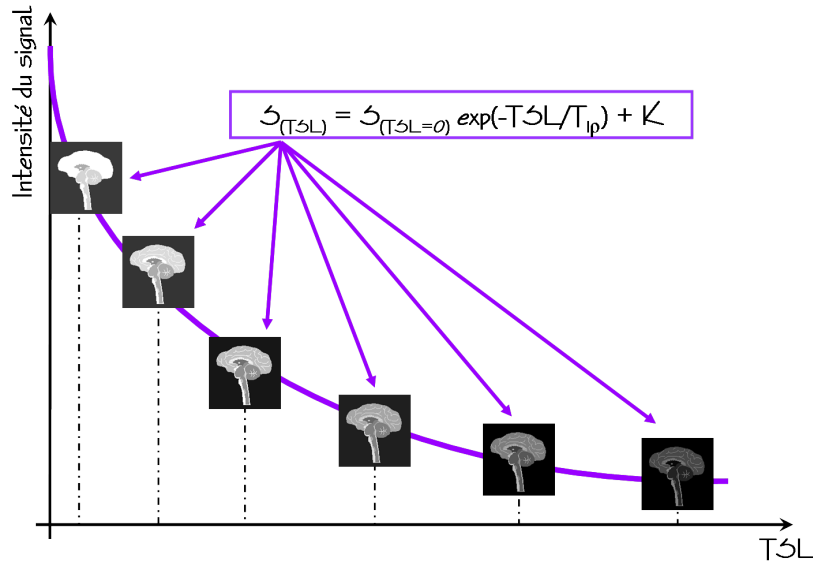 Intensité du signal
S(TSL) = S(TSL=0) exp(-TSL/T1ρ) + K
TSL